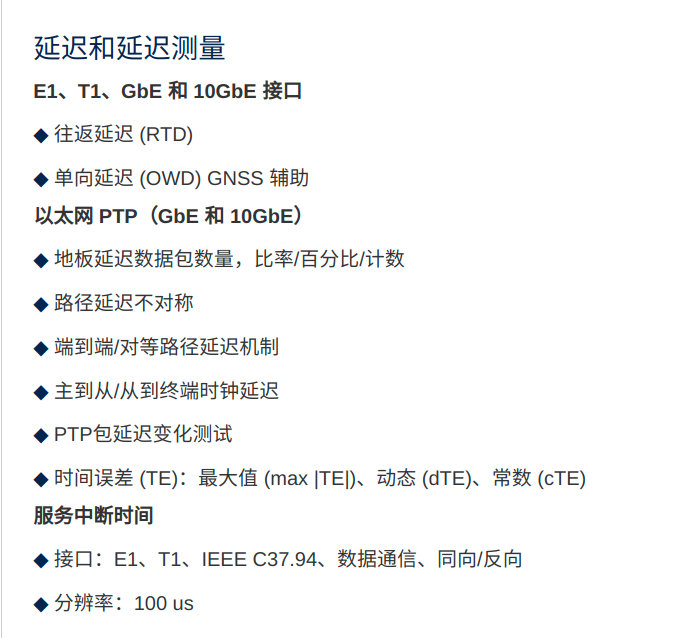 延迟和延迟测量
E1、T1、GbE 和 10GbE 接口
◆ 往返延迟 (RTD)
◆ 单向延迟 (OWD) GNSS 辅助
以太网 PTP（GbE 和 10GbE）
◆ 地板延迟数据包数量，比率/百分比/计数
◆ 路径延迟不对称
◆ 端到端/对等路径延迟机制
◆ 主到从/从到终端时钟延迟
◆ PTP包延迟变化测试
◆ 时间误差 (TE)：最大值 (max |TE|)、动态 (dTE)、常数 (cTE)
服务中断时间
◆ 接口：E1、T1、IEEE C37.94、数据通信、同向/反向
◆ 分辨率：100 us